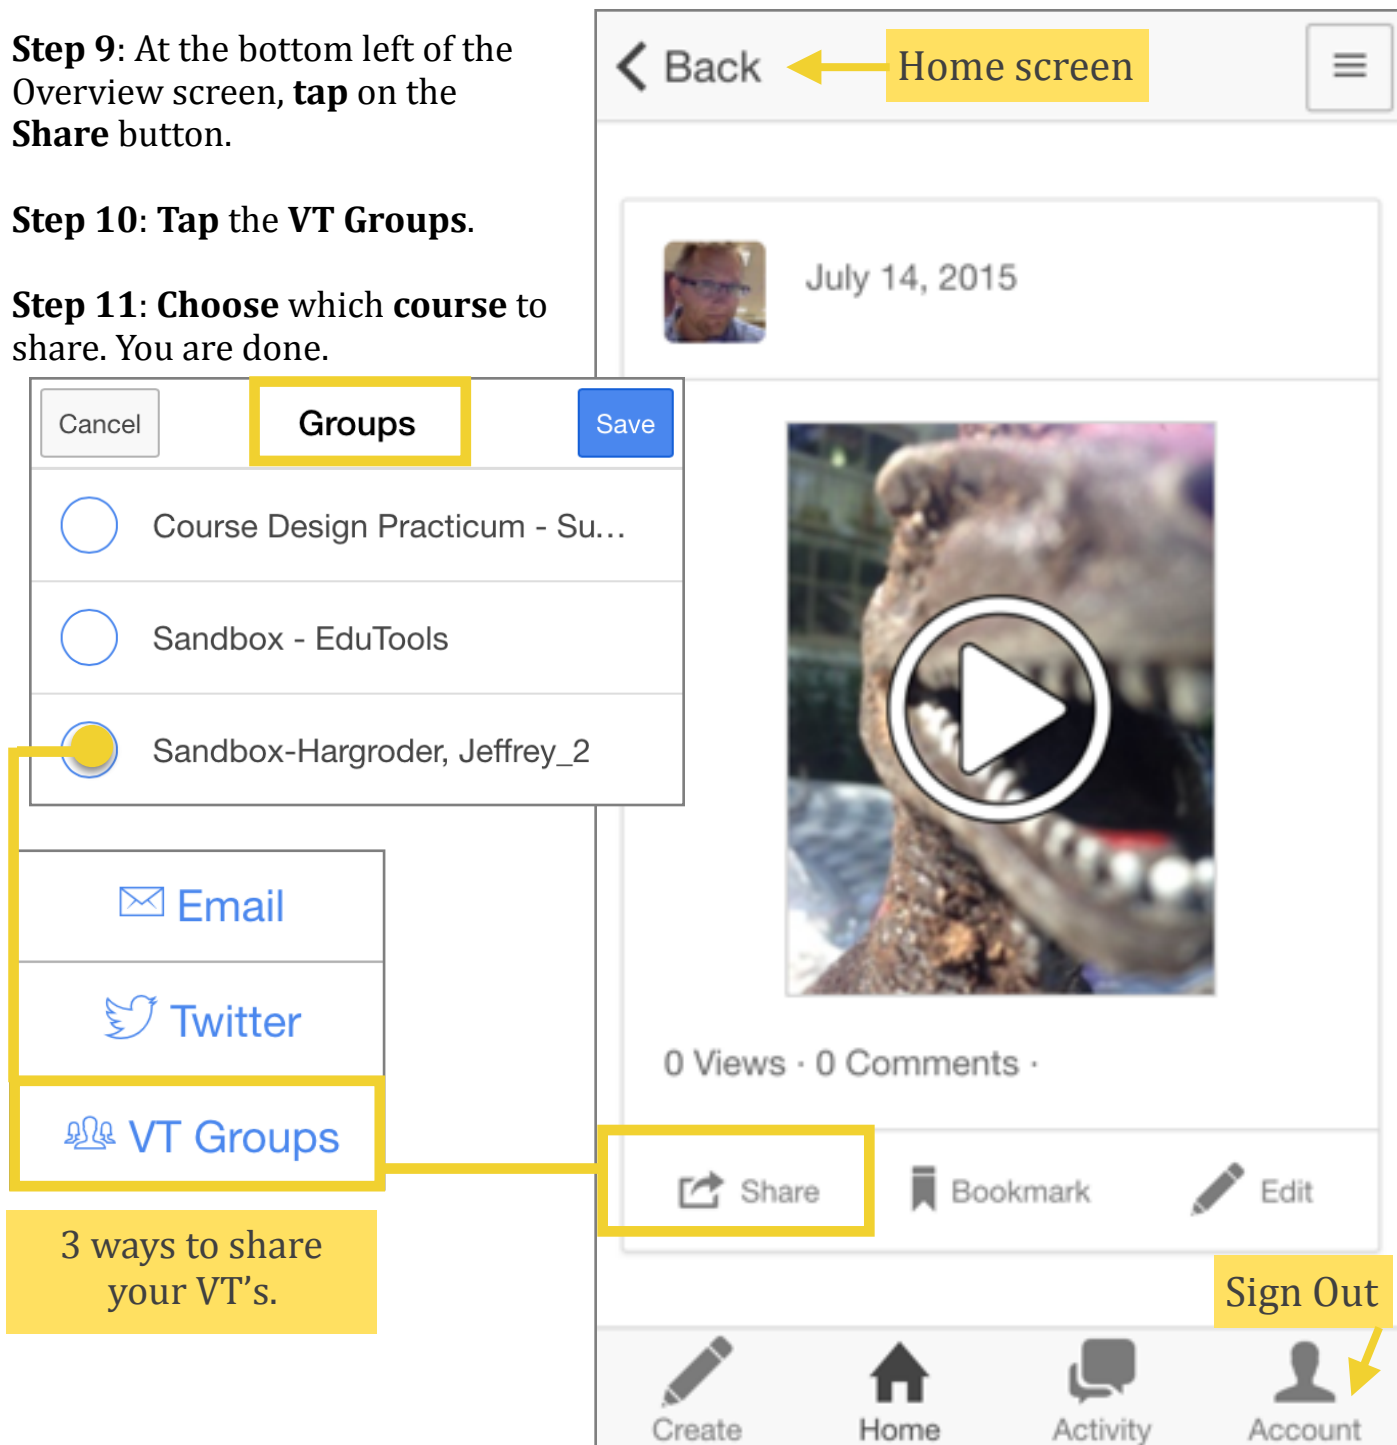 Step 9: At the bottom left of the
Overview screen, tap on the
Share button.
Step 10: Tap the VT Groups.
Step 11: Choose which course to
share. You are done.
Cancel
Groups
Save
Course Design Practicum - Su...
Sandbox - EduTools
Sandbox-Hargroder, Jeffrey_2
Email
Twitter
VT Groups
3 ways to share
your VT’s.
Back
Home screen
July 14, 2015
0 Views · 0 Comments ·
Share
Bookmark
Edit
Sign Out
Create
Home
Activity
Account